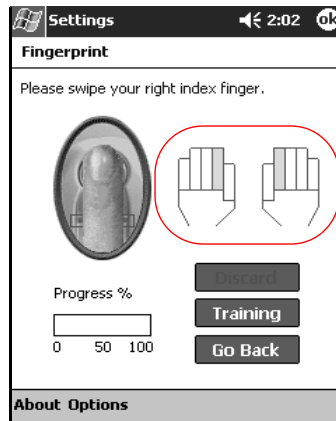 Settings 2:02 ok
Fingerprint
Please swipe your right index finger.
Discard
Progress %
Training
0 50 100
Go Back
About Options